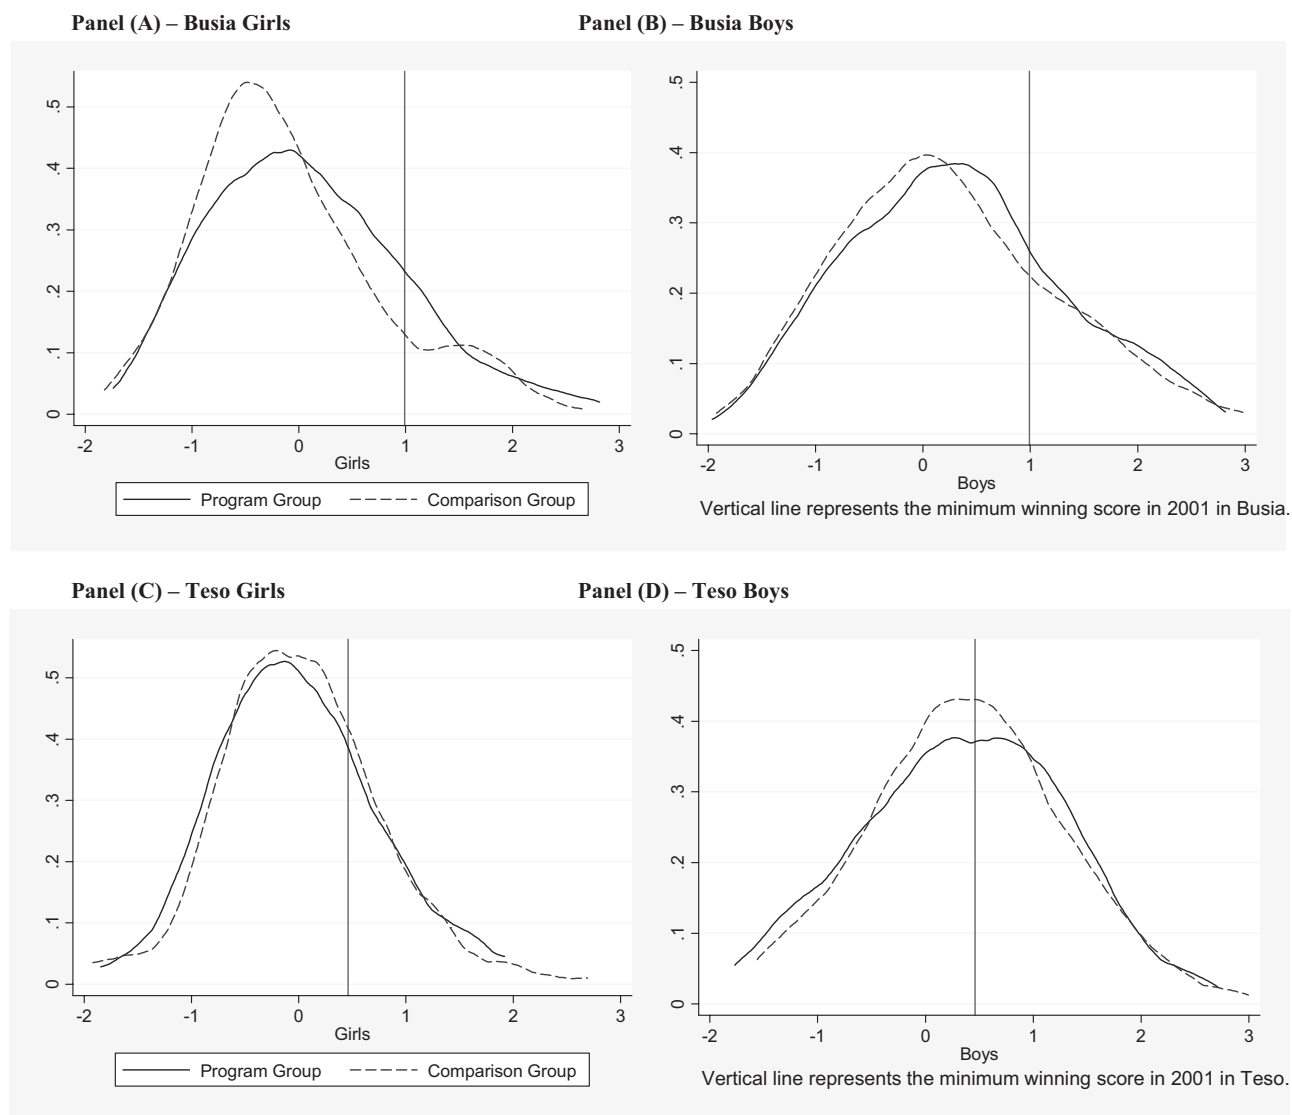 Panel (A) – Busia Girls
Panel (B) – Busia Boys
.5
.4
.3
.2
.1
0
-2 -1 0 1 2 3
Girls
Program Group Comparison Group
.5
.4
.3
.2
.1
0
-2 -1 0 1 2 3
Boys
Vertical line represents the minimum winning score in 2001 in Busia.
Panel (C) – Teso Girls
Panel (D) – Teso Boys
.5
.4
.3
.2
.1
0
-2 -1 0 1 2 3
Girls
Program Group Comparison Group
.5
.4
.3
.2
.1
0
-2 -1 0 1 2 3
Boys
Vertical line represents the minimum winning score in 2001 in Teso.